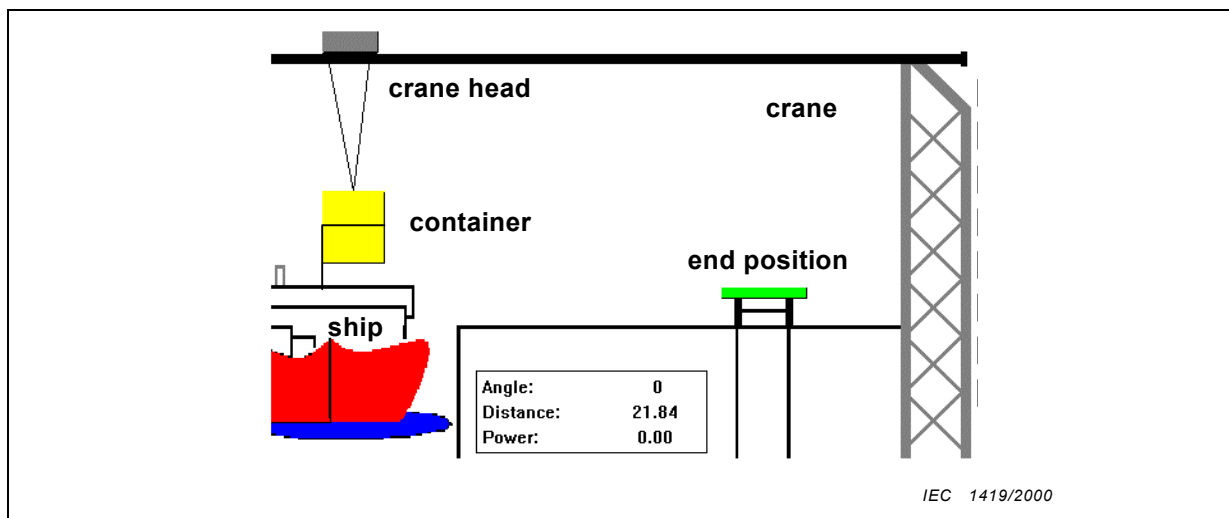 crane head
crane
container
end position
ship
Angle: 0
Distance: 21.84
Power: 0.00
IEC 1419/2000